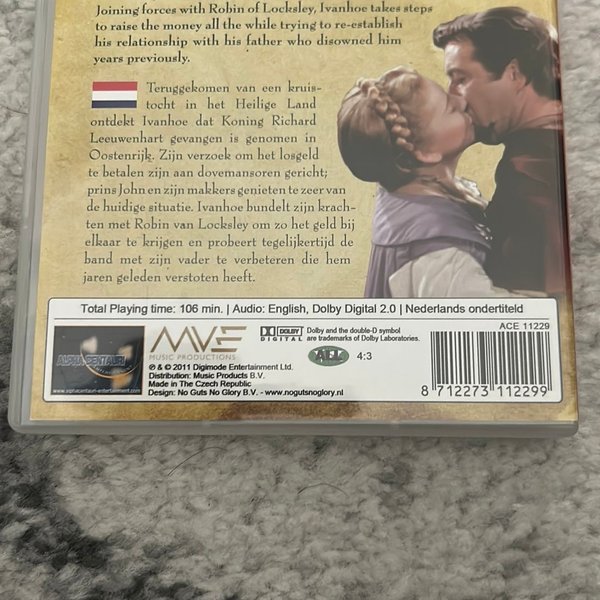 Joining forces with Robin of Locksley, Ivanhoe takes steps
to raise the money all the while trying to re-establish
his relationship with his father who disowned him
years previously.
Teruggekomen van een kruis-
tocht in het Heilige Land
ontdekt Ivanhoe dat Koning Richard
Leeuwenhart gevangen is genomen in
Oostenrijk. Zijn verzoek om het losgeld
te betalen zijn aan dovemansoren gericht;
prins John en zijn makkers genieten te zeer van
de huidige situatie. Ivanhoe bundelt zijn krach-
ten met Robin van Locksley om zo het geld bij
elkaar te krijgen en probeert tegelijkertijd de
band met zijn vader te verbeteren die hem
jaren geleden verstoten heeft.
Total Playing time: 106 min. | Audio: English, Dolby Digital 2.0 | Nederlands ondertiteld
ALPHA CENTAURI
www.alphacentauri-entertainment.com
MVE
MUSIC PRODUCTIONS
DOLBY
DIGITAL
Dolby and the double-D symbol
are trademarks of Dolby Laboratories.
ALL
4:3
℗ & © 2011 Digimode Entertainment Ltd.
Distribution: Music Products B.V.
Made in The Czech Republic
Design: No Guts No Glory B.V. - www.nogutsnoglory.nl
ACE 11229
8 712273 112299